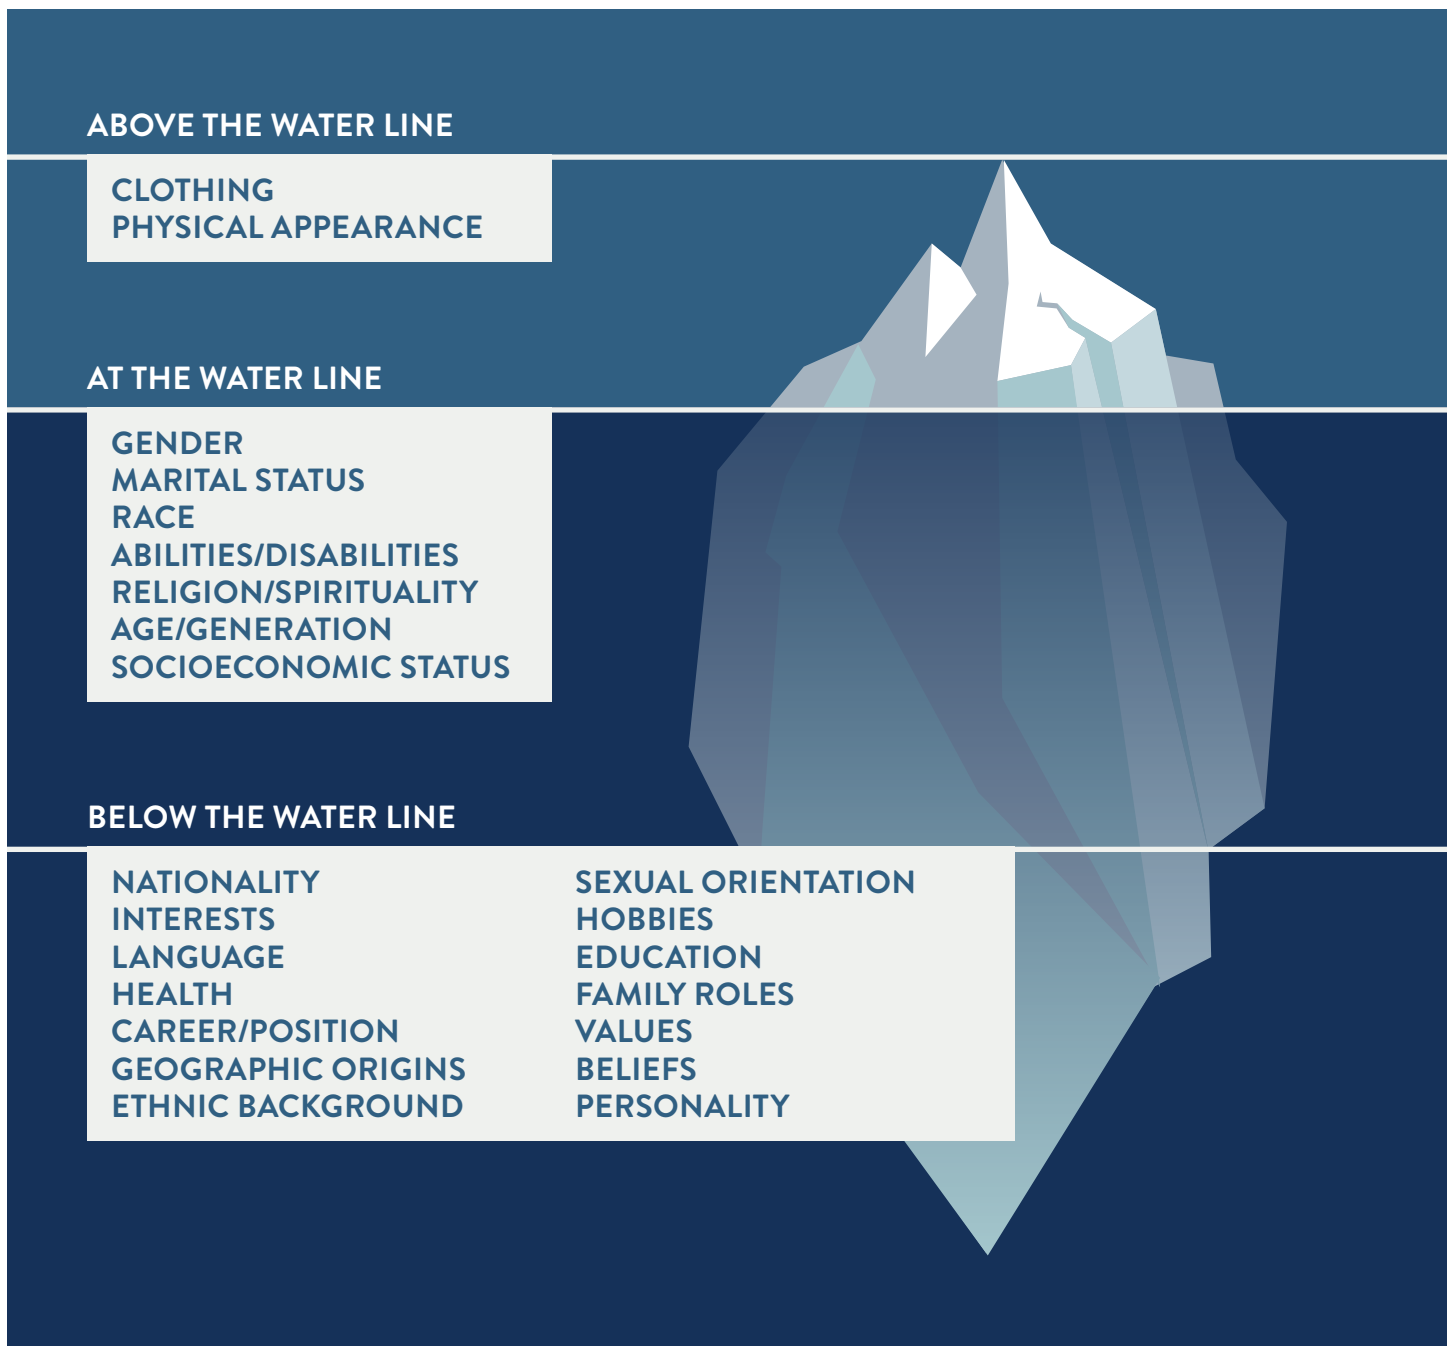 ABOVE THE WATER LINE
CLOTHING
PHYSICAL APPEARANCE
AT THE WATER LINE
GENDER
MARITAL STATUS
RACE
ABILITIES/DISABILITIES
RELIGION/SPIRITUALITY
AGE/GENERATION
SOCIOECONOMIC STATUS
BELOW THE WATER LINE
NATIONALITY
INTERESTS
LANGUAGE
HEALTH
CAREER/POSITION
GEOGRAPHIC ORIGINS
ETHNIC BACKGROUND
SEXUAL ORIENTATION
HOBBIES
EDUCATION
FAMILY ROLES
VALUES
BELIEFS
PERSONALITY